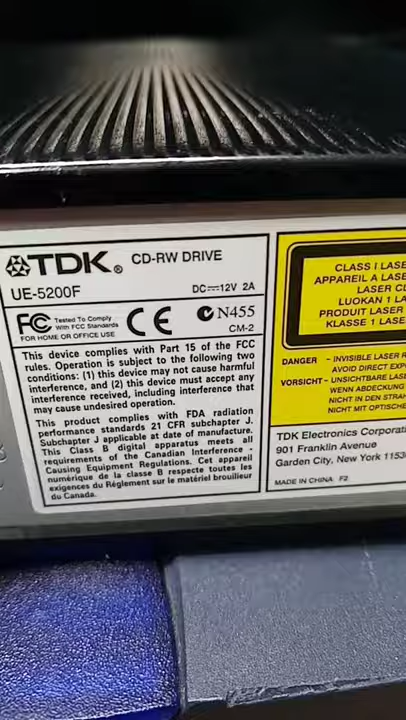 TDK® CD-RW DRIVE
UE-5200F DC⎓12V 2A
FC Tested To Comply
With FCC Standards
FOR HOME OR OFFICE USE
CE
N455
CM-2
This device complies with Part 15 of the FCC
rules. Operation is subject to the following two
conditions: (1) this device may not cause harmful
interference, and (2) this device must accept any
interference received, including interference that
may cause undesired operation.
This product complies with FDA radiation
performance standards 21 CFR subchapter J.
Subchapter J applicable at date of manufacture.
This Class B digital apparatus meets all
requirements of the Canadian Interference -
Causing Equipment Regulations. Cet appareil
numérique de la classe B respecte toutes les
exigences du Réglement sur le matériel brouilleur
du Canada.
CLASS I LASE
APPAREIL A LASE
LASER CL
LUOKAN 1 LA
PRODUIT LASER
KLASSE 1 LASE
DANGER - INVISIBLE LASER R
AVOID DIRECT EXP
VORSICHT - UNSICHTBARE LASE
WENN ABDECKUNG
NICHT IN DEN STRAH
NICHT MIT OPTISCHE
TDK Electronics Corporati
901 Franklin Avenue
Garden City, New York 1153
MADE IN CHINA F2